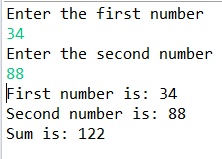 Enter the first number
34
Enter the second number
88
First number is: 34
Second number is: 88
Sum is: 122